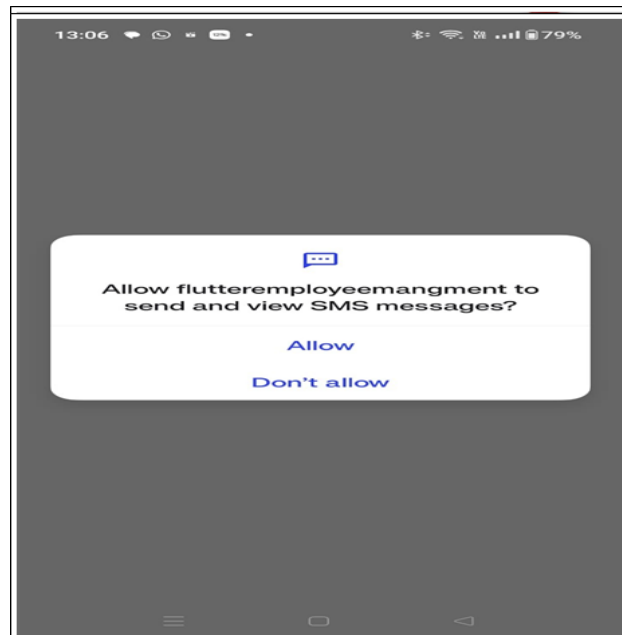 13:06 79%
Allow flutteremployeemangment to
send and view SMS messages?
Allow
Don't allow